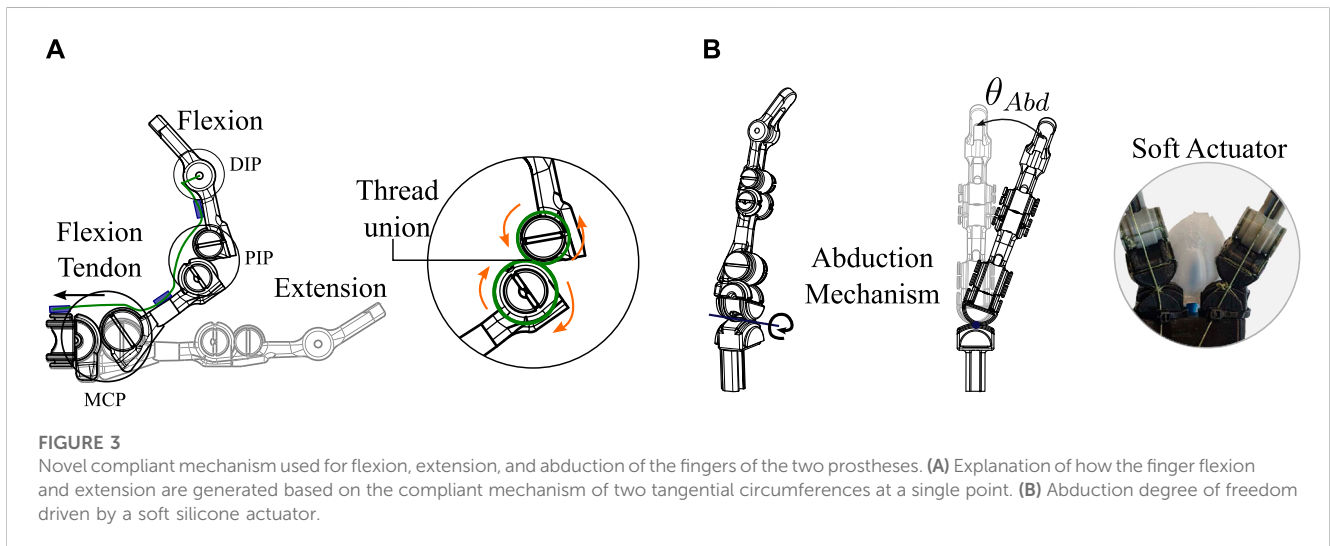 A
B
Flexion
DIP
Flexion
Tendon
PIP
Extension
MCP
Thread
union
θ Abd
Abduction
Mechanism
Soft Actuator
FIGURE 3
Novel compliant mechanism used for flexion, extension, and abduction of the fingers of the two prostheses. (A) Explanation of how the finger flexion
and extension are generated based on the compliant mechanism of two tangential circumferences at a single point. (B) Abduction degree of freedom
driven by a soft silicone actuator.